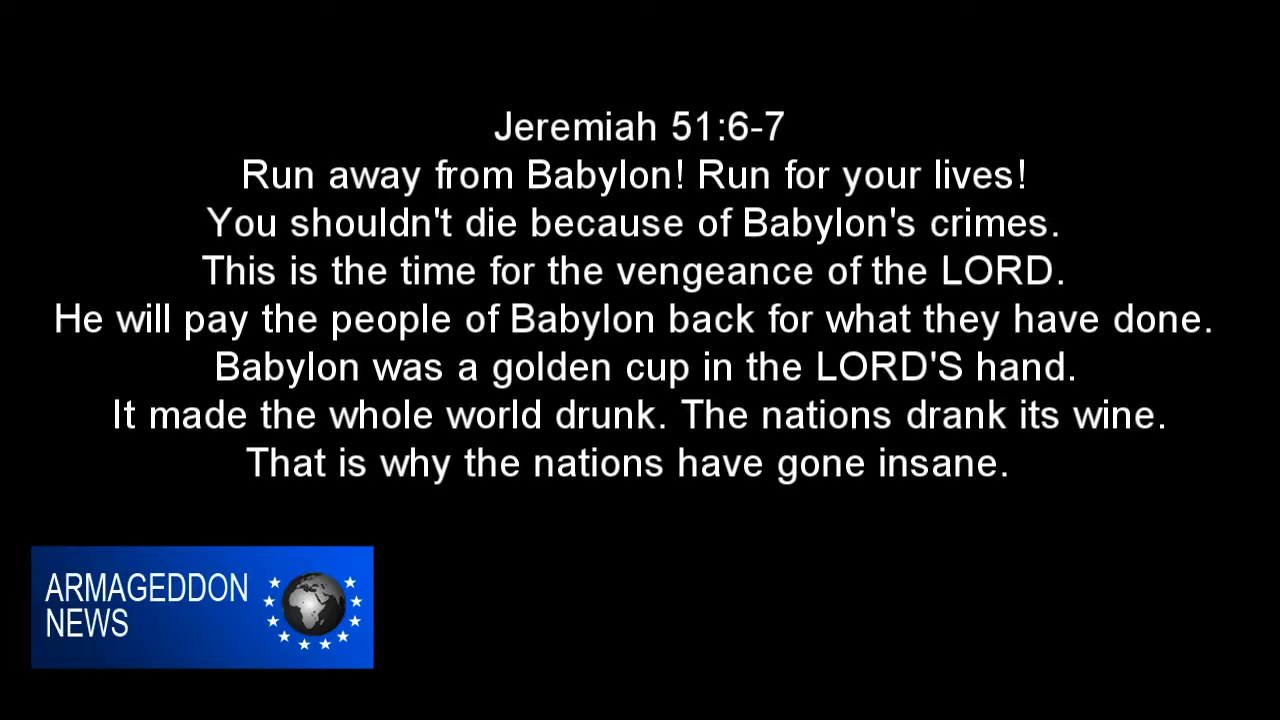 Jeremiah 51:6-7
Run away from Babylon! Run for your lives!
You shouldn't die because of Babylon's crimes.
This is the time for the vengeance of the LORD.
He will pay the people of Babylon back for what they have done.
Babylon was a golden cup in the LORD'S hand.
It made the whole world drunk. The nations drank its wine.
That is why the nations have gone insane.
ARMAGEDDON
NEWS